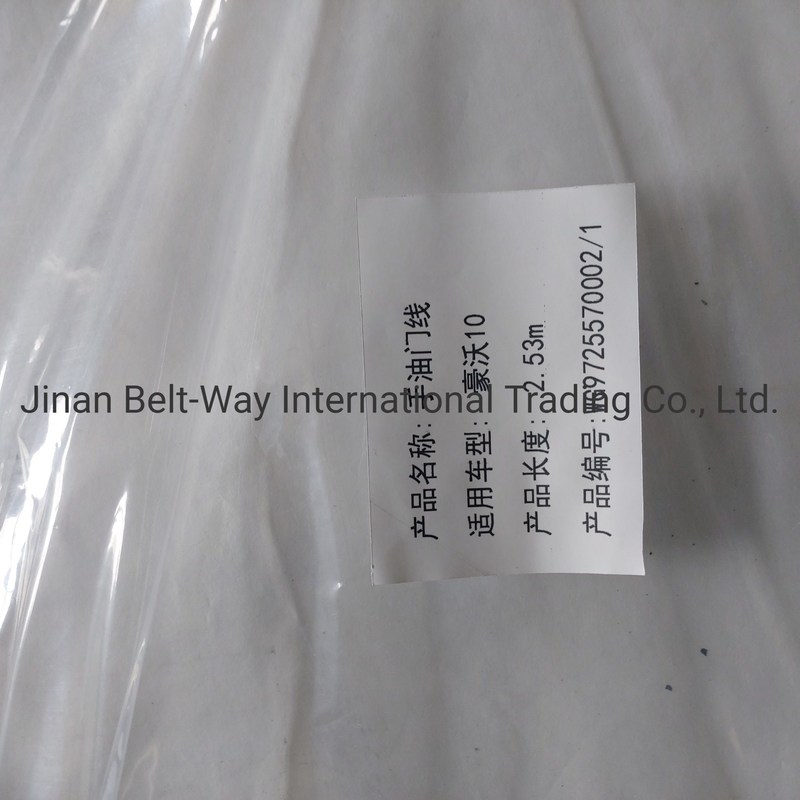 产品名称:手油门线
适用车型:豪沃10
产品长度:2.53m
产品编号:WG9725570002/1
Jinan Belt-Way International Trading Co., Ltd.